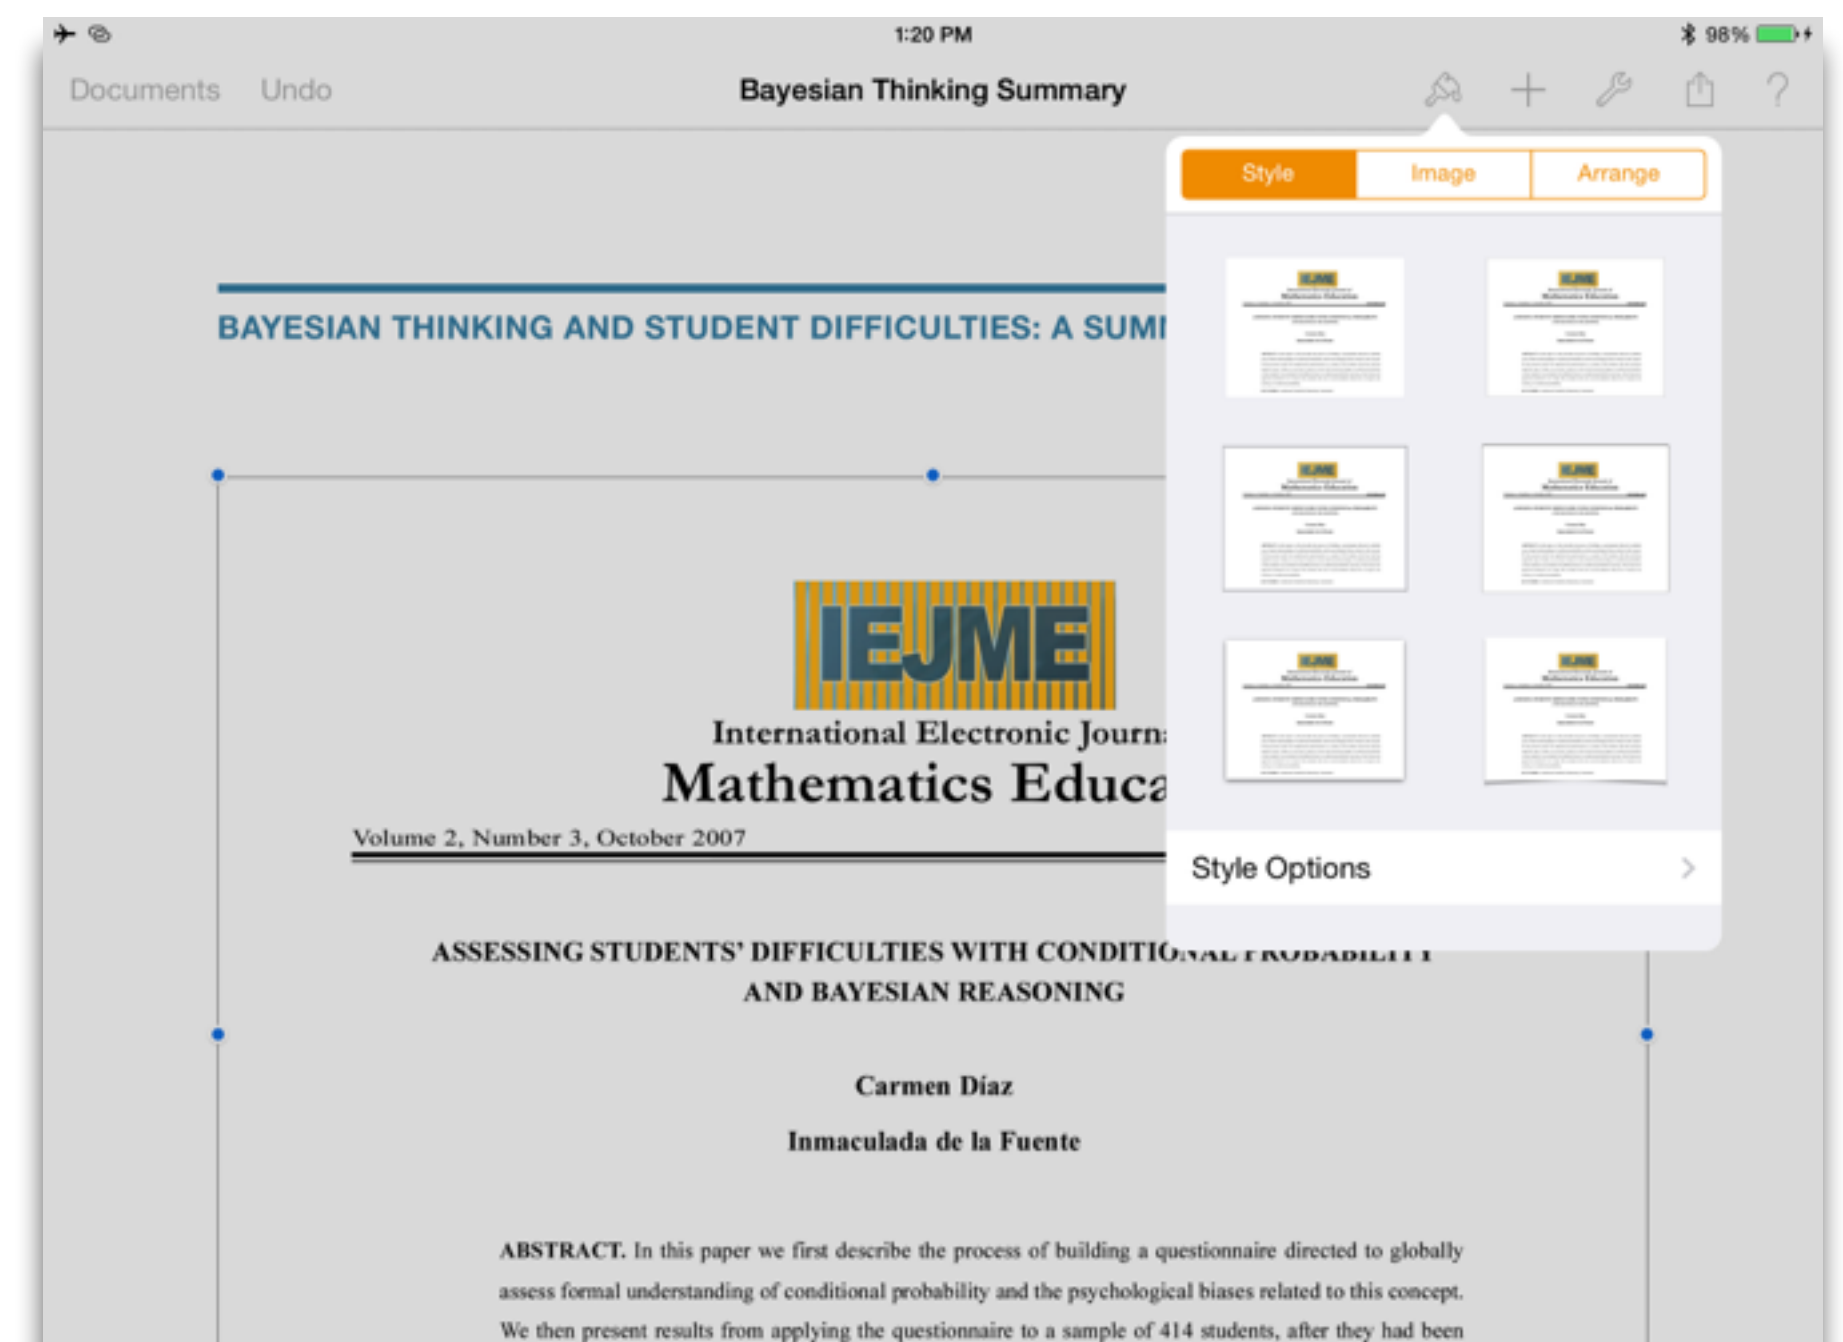 1:20 PM
98%
Documents Undo Bayesian Thinking Summary ?
Style Image Arrange
BAYESIAN THINKING AND STUDENT DIFFICULTIES: A
IEJME
International Electronic
Mathematics
Volume 2, Number 3, October 2007
Style Options
ASSESSING STUDENTS’ DIFFICULTIES WITH CONDITIONAL PROBABILITY
AND BAYESIAN REASONING
Carmen Díaz
Inmaculada de la Fuente
ABSTRACT. In this paper we first describe the process of building a questionnaire directed to globally
assess formal understanding of conditional probability and the psychological biases related to this concept.
We then present results from applying the questionnaire to a sample of 414 students, after they had been